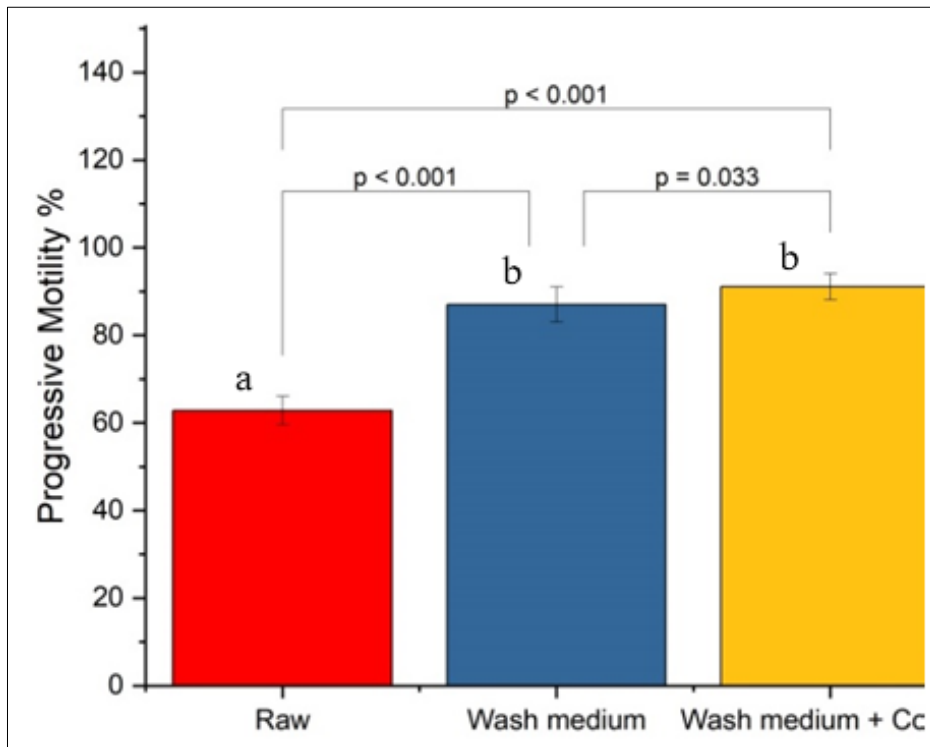 Progressive Motility %
140
120
100
80
60
40
20
0
p < 0.001
p < 0.001
p = 0.033
a
b
b
Raw
Wash medium
Wash medium + Co